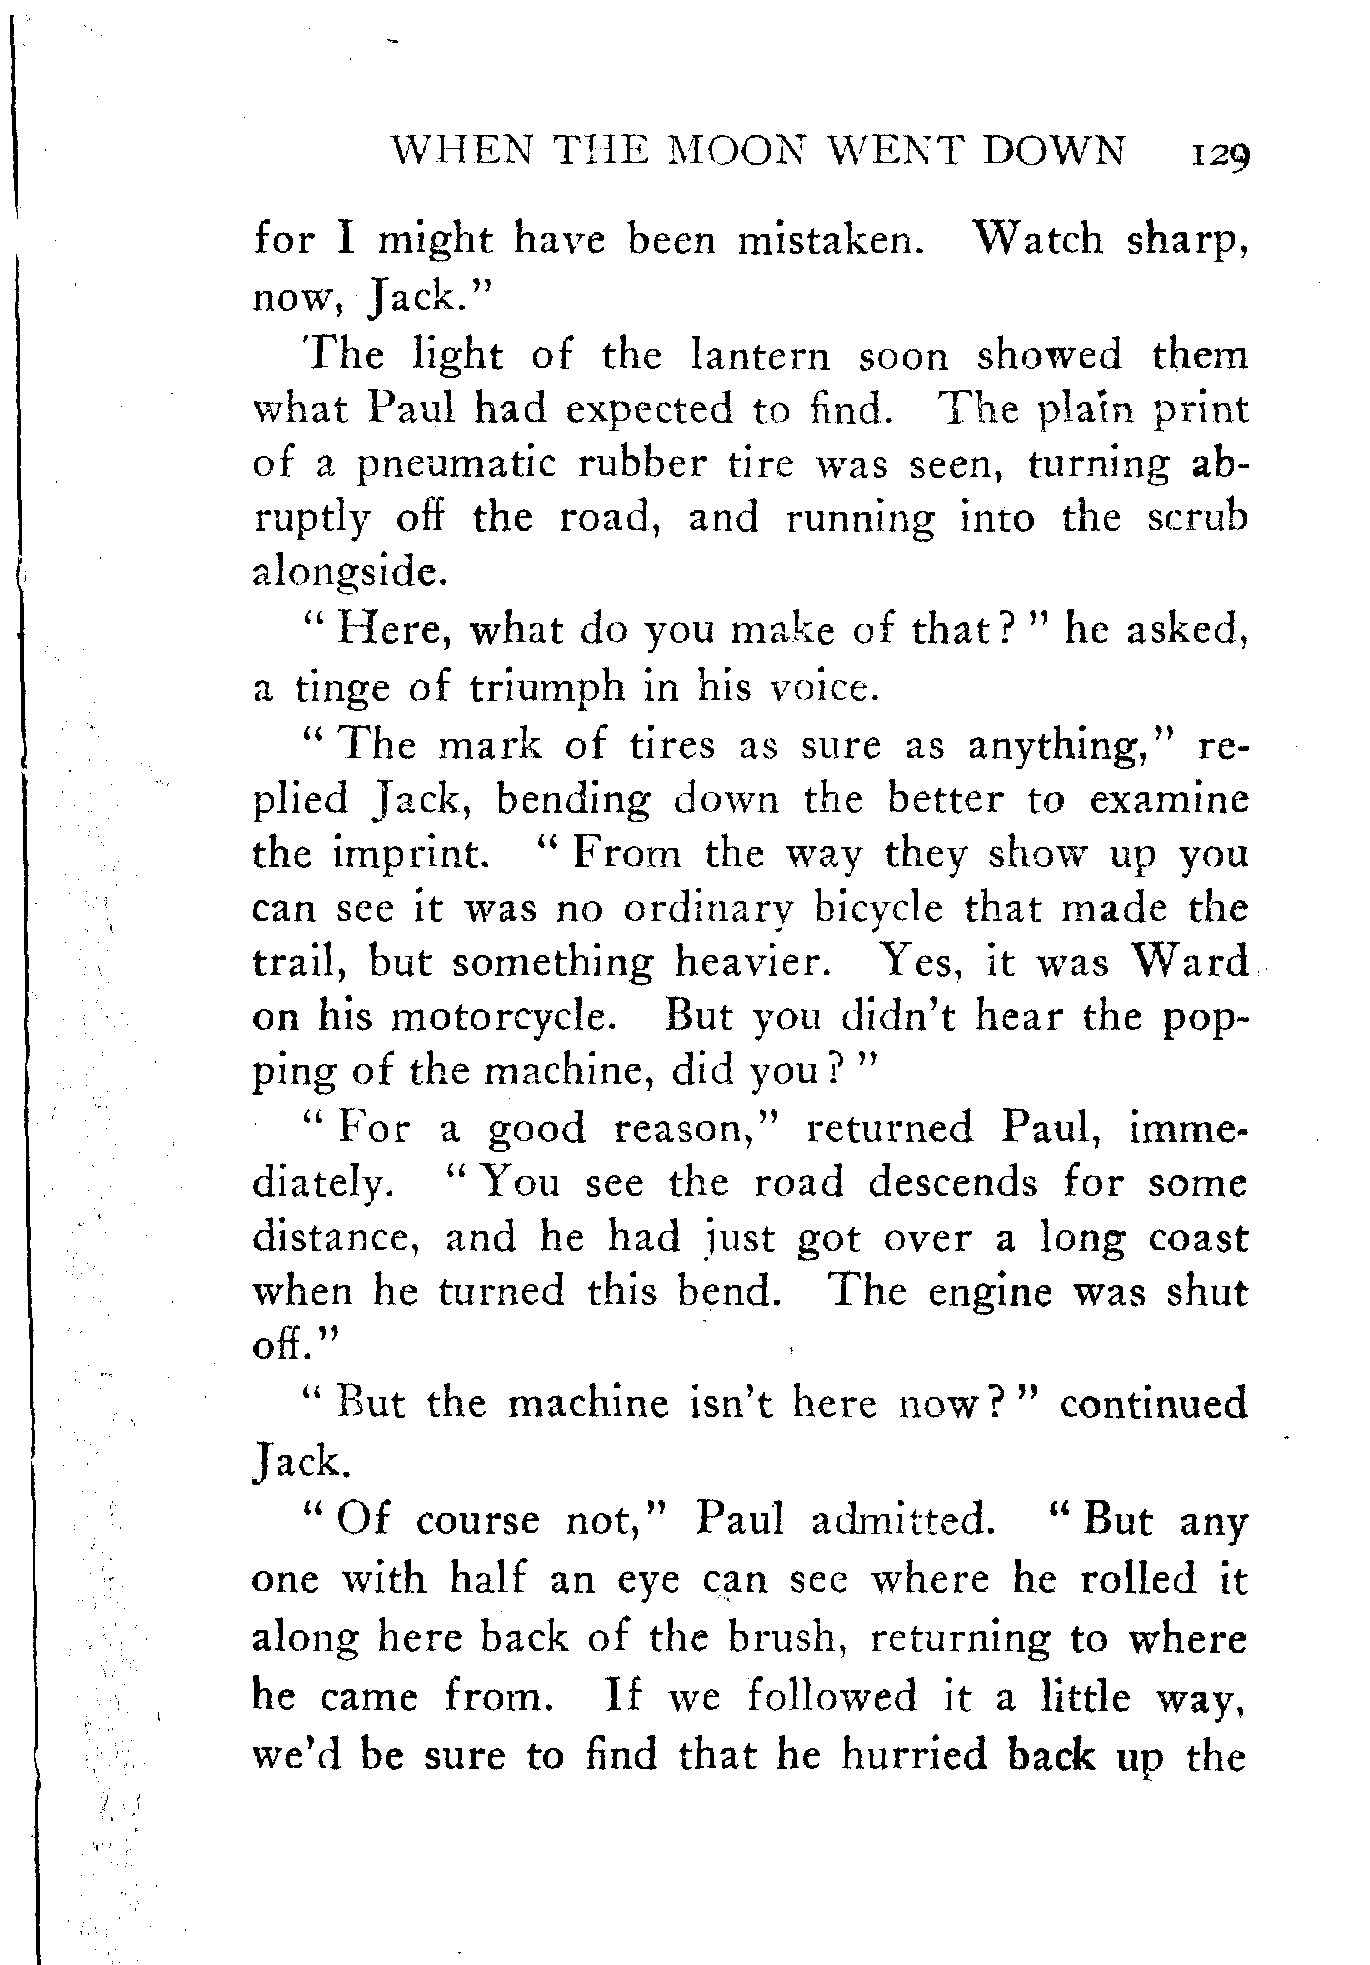 WHEN THE MOON WENT DOWN 129
for I might have been mistaken. Watch sharp,
now, Jack."
The light of the lantern soon showed them
what Paul had expected to find. The plain print
of a pneumatic rubber tire was seen, turning ab-
ruptly off the road, and running into the scrub
alongside.
" Here, what do you make of that? " he asked,
a tinge of triumph in his voice.
" The mark of tires as sure as anything," re-
plied Jack, bending down the better to examine
the imprint. " From the way they show up you
can see it was no ordinary bicycle that made the
trail, but something heavier. Yes, it was Ward
on his motorcycle. But you didn't hear the pop-
ping of the machine, did you? "
" For a good reason," returned Paul, imme-
diately. " You see the road descends for some
distance, and he had just got over a long coast
when he turned this bend. The engine was shut
off."
" But the machine isn't here now? " continued
Jack.
" Of course not," Paul admitted. " But any
one with half an eye can see where he rolled it
along here back of the brush, returning to where
he came from. If we followed it a little way,
we'd be sure to find that he hurried back up the